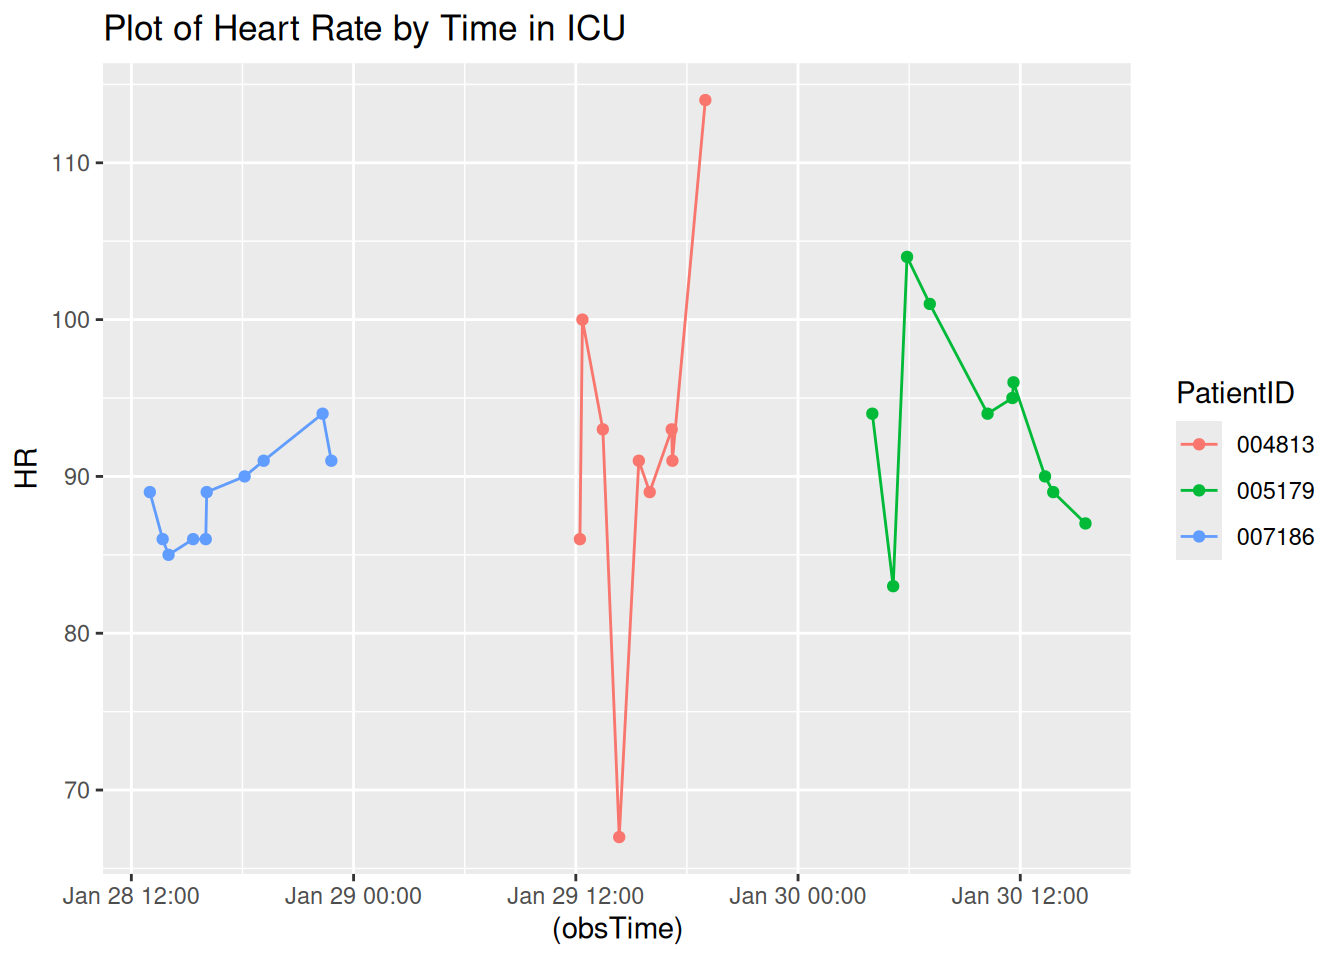 Plot of Heart Rate by Time in ICU
110
100
90
80
70
HR
Jan 28 12:00
Jan 29 00:00
Jan 29 12:00
Jan 30 00:00
Jan 30 12:00
(obsTime)
PatientID
004813
005179
007186